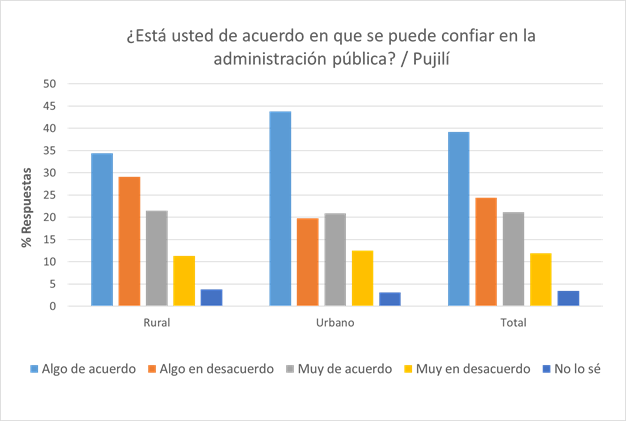 ¿Está usted de acuerdo en que se puede confiar en la
administración pública? / Pujilí
50
45
40
35
30
25
20
15
10
5
0
% Respuestas
Rural
Urbano
Total
Algo de acuerdo
Algo en desacuerdo
Muy de acuerdo
Muy en desacuerdo
No lo sé